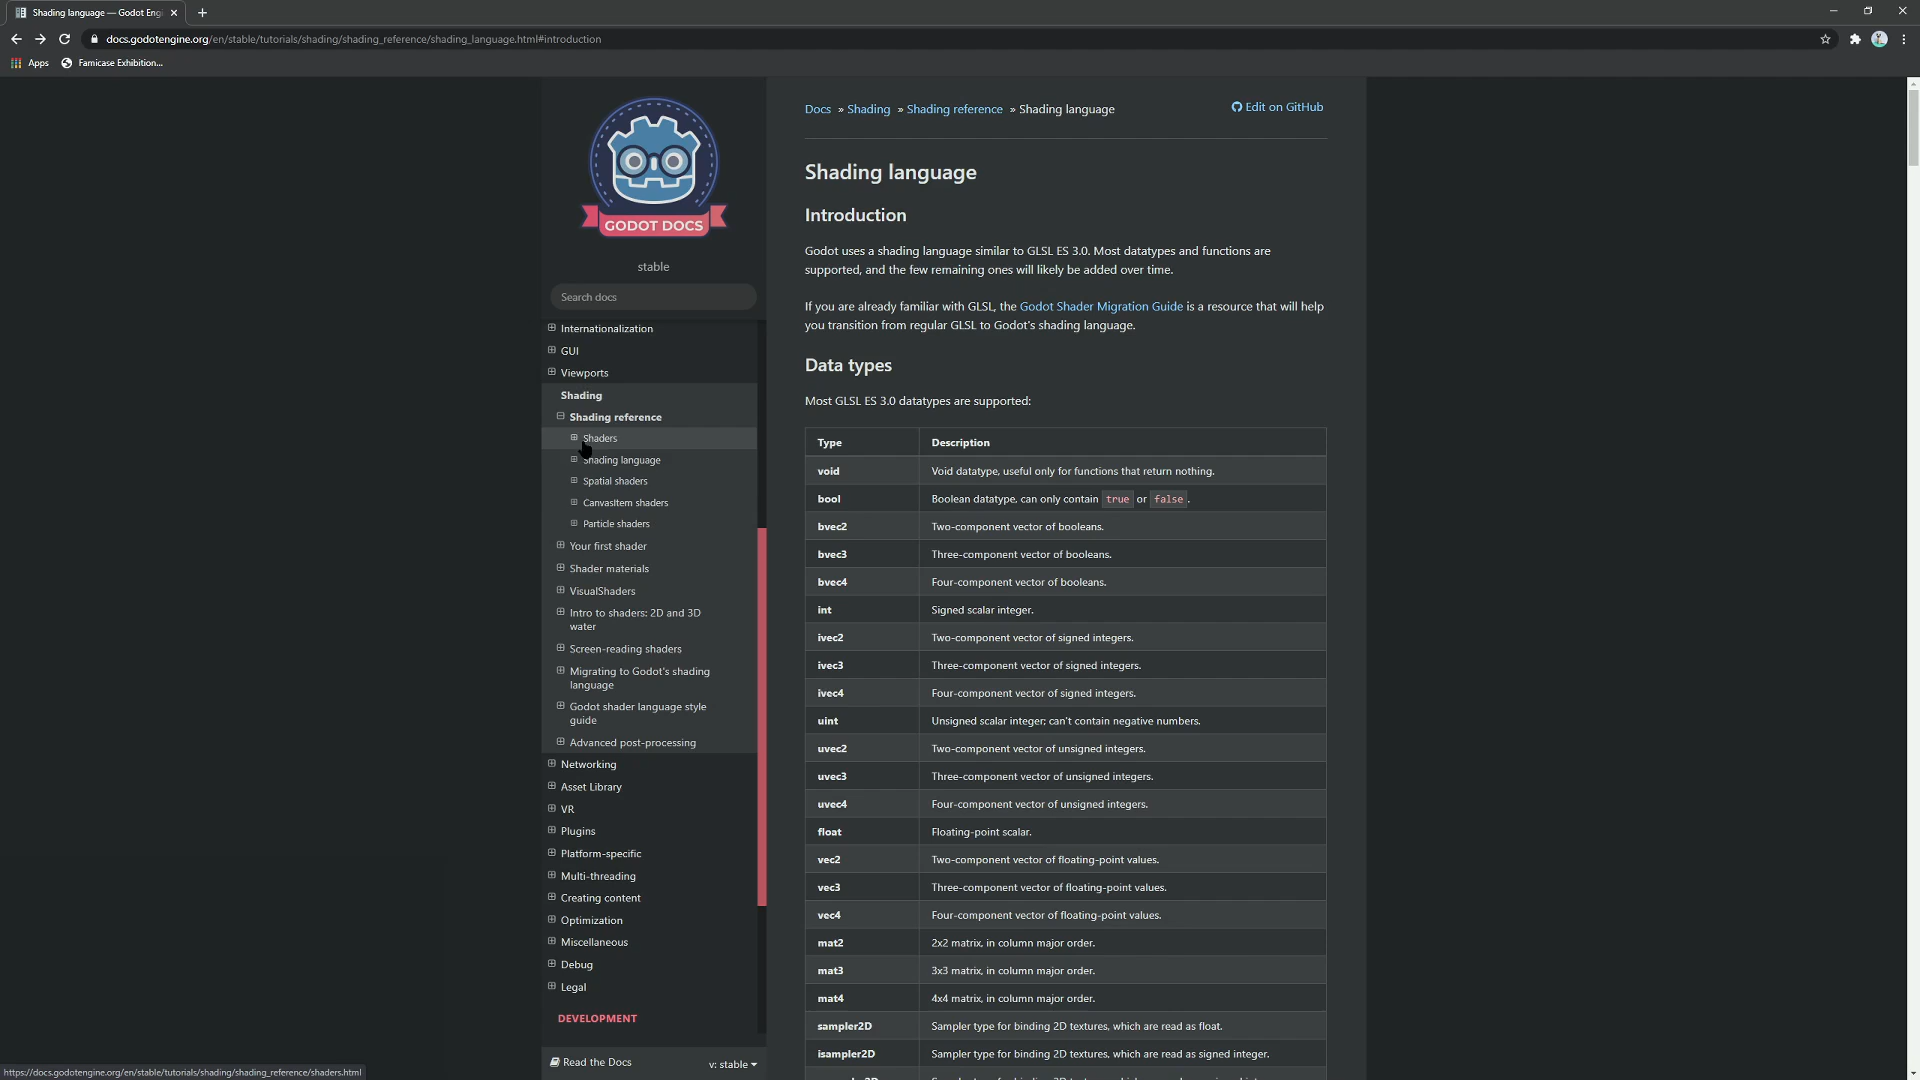 Shading language — Godot Eng
docs.godotengine.org/en/stable/tutorials/shading/shading_reference/shading_language.html#introduction
Apps
Famicase Exhibition...
GODOT DOCS
stable
Search docs
Internationalization
GUI
Viewports
Shading
Shading reference
Shaders
Shading language
Spatial shaders
CanvasItem shaders
Particle shaders
Your first shader
Shader materials
VisualShaders
Intro to shaders: 2D and 3D
water
Screen-reading shaders
Migrating to Godot's shading
language
Godot shader language style
guide
Advanced post-processing
Networking
Asset Library
VR
Plugins
Platform-specific
Multi-threading
Creating content
Optimization
Miscellaneous
Debug
Legal
DEVELOPMENT
Read the Docs
v: stable
https://docs.godotengine.org/en/stable/tutorials/shading/shading_reference/shaders.html
Docs » Shading » Shading reference » Shading language
Edit on GitHub
Shading language
Introduction
Godot uses a shading language similar to GLSL ES 3.0. Most datatypes and functions are
supported, and the few remaining ones will likely be added over time.
If you are already familiar with GLSL, the Godot Shader Migration Guide is a resource that will help
you transition from regular GLSL to Godot's shading language.
Data types
Most GLSL ES 3.0 datatypes are supported:
Type Description
void Void datatype, useful only for functions that return nothing.
bool Boolean datatype, can only contain true or false .
bvec2 Two-component vector of booleans.
bvec3 Three-component vector of booleans.
bvec4 Four-component vector of booleans.
int Signed scalar integer.
ivec2 Two-component vector of signed integers.
ivec3 Three-component vector of signed integers.
ivec4 Four-component vector of signed integers.
uint Unsigned scalar integer; can't contain negative numbers.
uvec2 Two-component vector of unsigned integers.
uvec3 Three-component vector of unsigned integers.
uvec4 Four-component vector of unsigned integers.
float Floating-point scalar.
vec2 Two-component vector of floating-point values.
vec3 Three-component vector of floating-point values.
vec4 Four-component vector of floating-point values.
mat2 2x2 matrix, in column major order.
mat3 3x3 matrix, in column major order.
mat4 4x4 matrix, in column major order.
sampler2D Sampler type for binding 2D textures, which are read as float.
isampler2D Sampler type for binding 2D textures, which are read as signed integer.